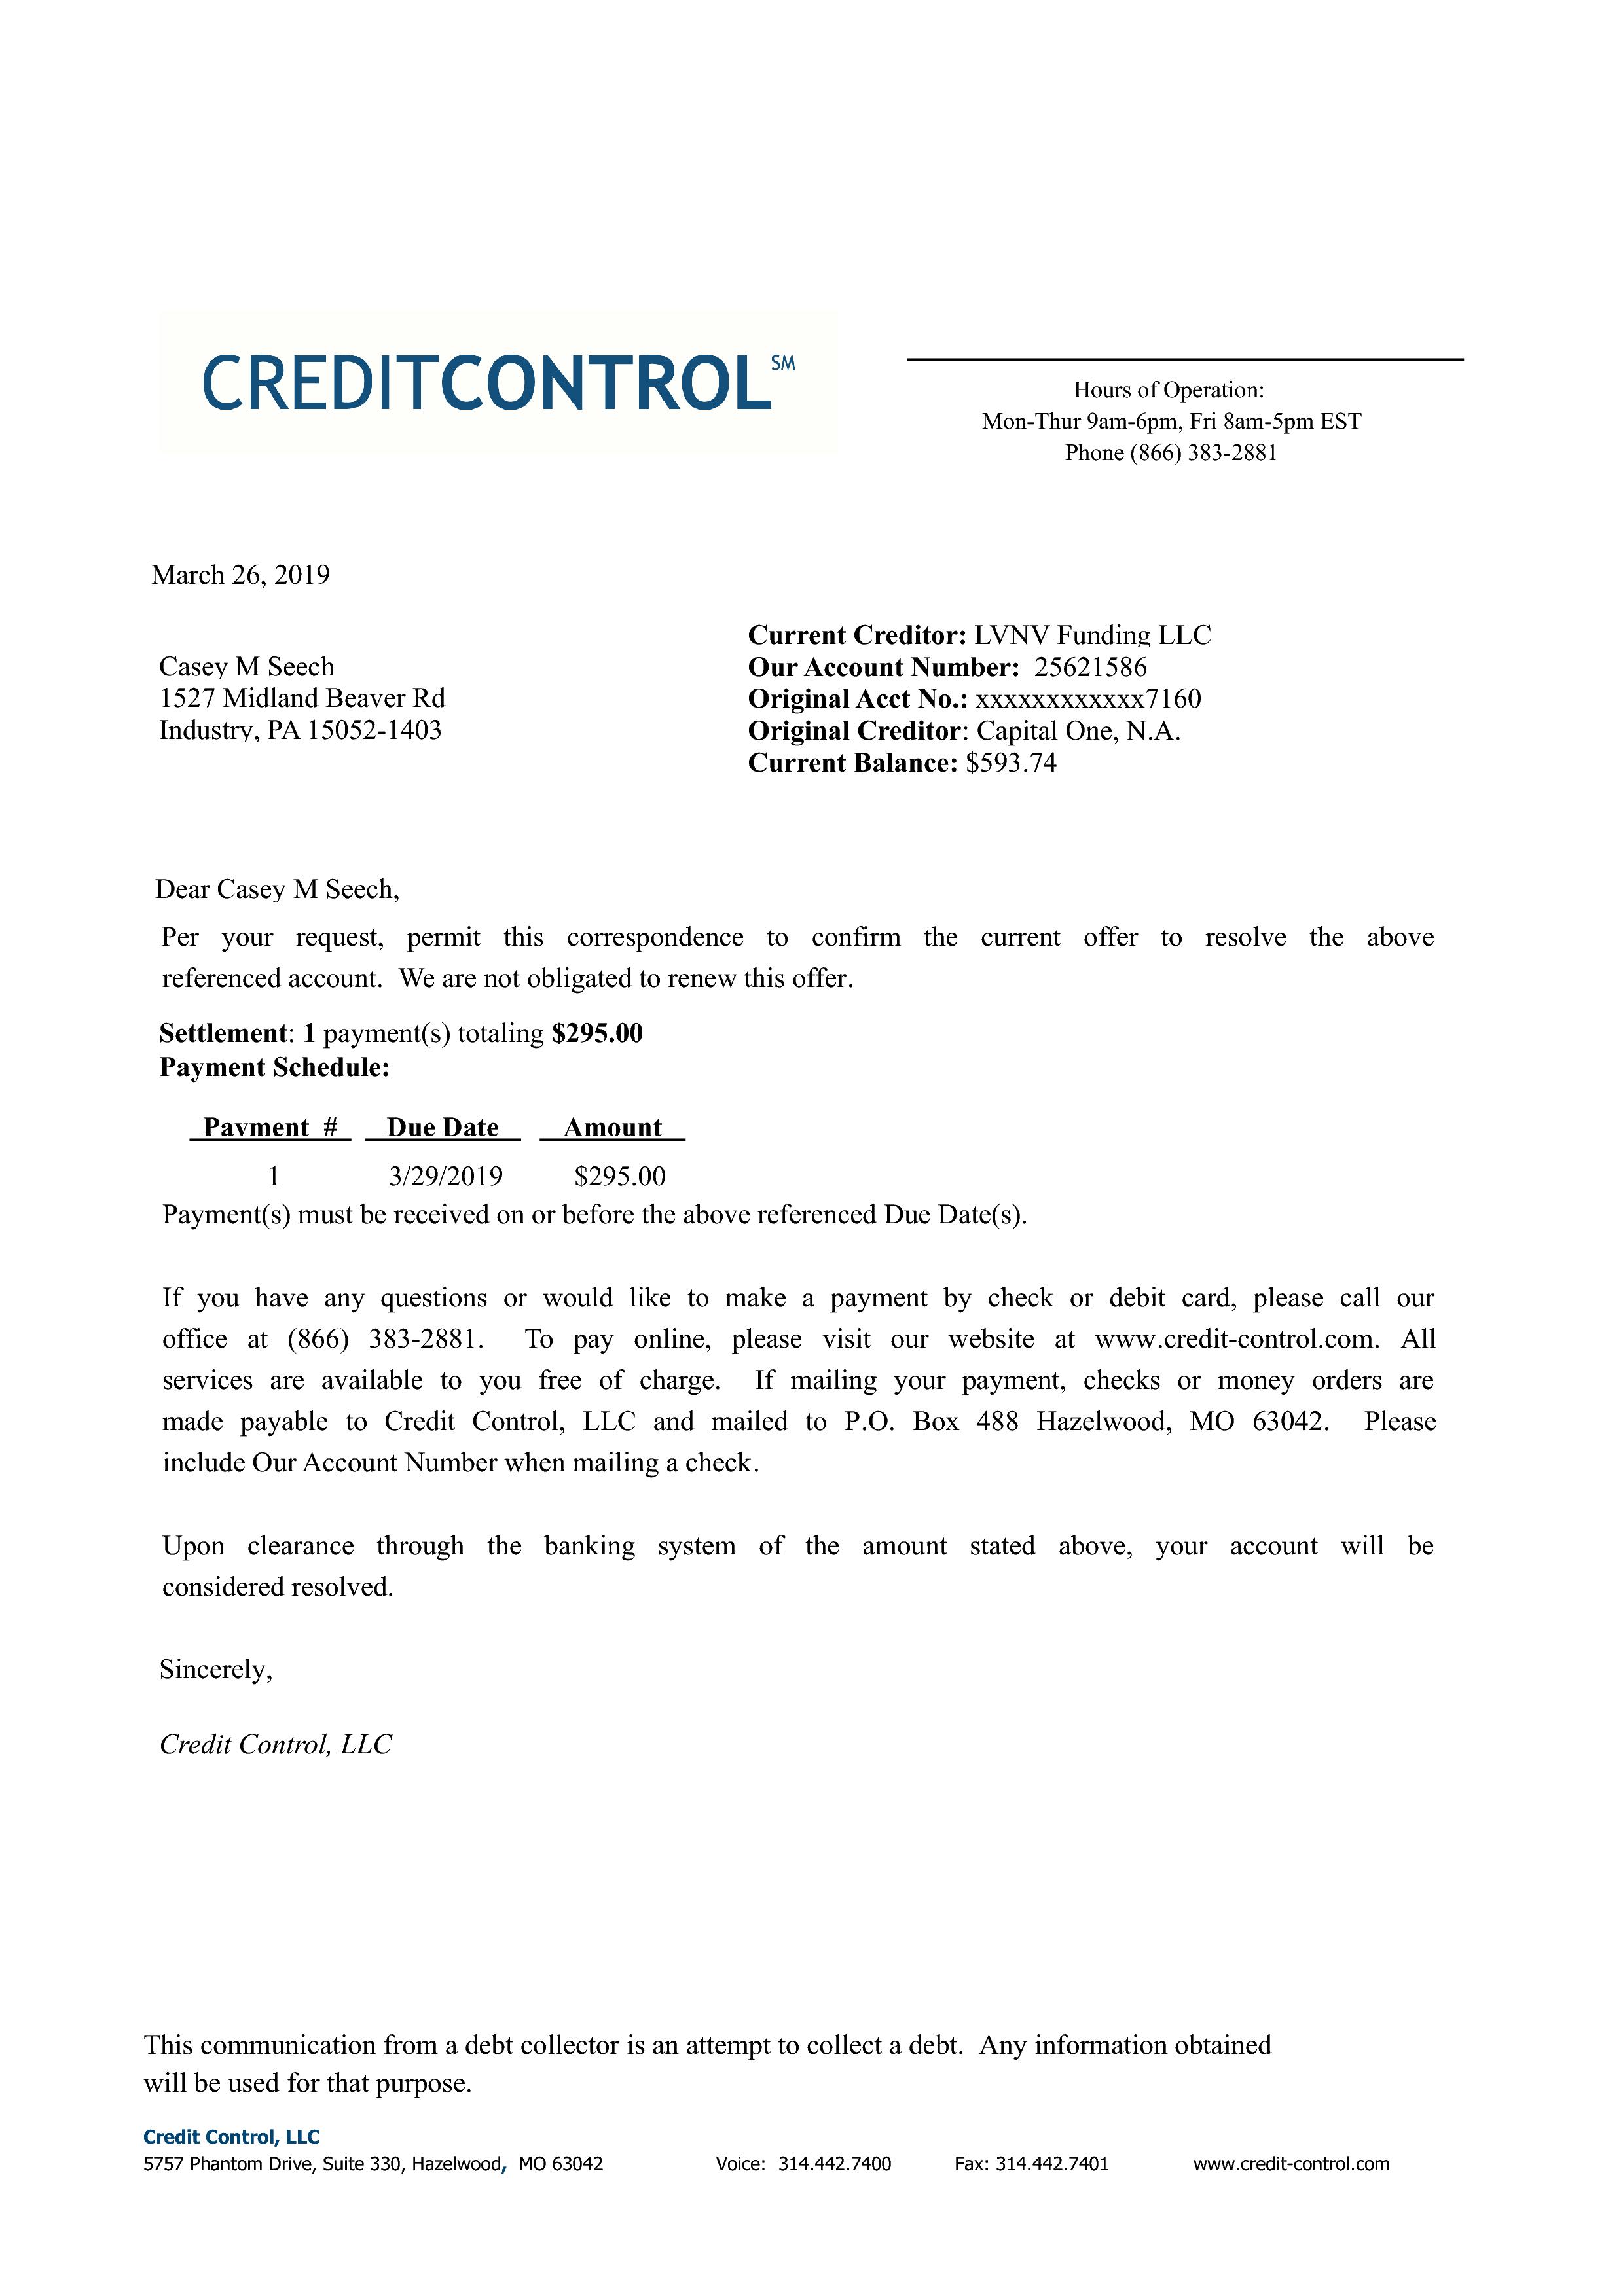 CREDITCONTROL SM
Hours of Operation:
Mon-Thur 9am-6pm, Fri 8am-5pm EST
Phone (866) 383-2881
March 26, 2019
Casey M Seech
1527 Midland Beaver Rd
Industry, PA 15052-1403
Current Creditor: LVNV Funding LLC
Our Account Number: 25621586
Original Acct No.: xxxxxxxxxxxx7160
Original Creditor: Capital One, N.A.
Current Balance: $593.74
Dear Casey M Seech,
Per your request, permit this correspondence to confirm the current offer to resolve the above
referenced account. We are not obligated to renew this offer.
Settlement: 1 payment(s) totaling $295.00
Payment Schedule:
Payment # Due Date Amount
1 3/29/2019 $295.00
Payment(s) must be received on or before the above referenced Due Date(s).
If you have any questions or would like to make a payment by check or debit card, please call our
office at (866) 383-2881. To pay online, please visit our website at www.credit-control.com. All
services are available to you free of charge. If mailing your payment, checks or money orders are
made payable to Credit Control, LLC and mailed to P.O. Box 488 Hazelwood, MO 63042. Please
include Our Account Number when mailing a check.
Upon clearance through the banking system of the amount stated above, your account will be
considered resolved.
Sincerely,
Credit Control, LLC
This communication from a debt collector is an attempt to collect a debt. Any information obtained
will be used for that purpose.
Credit Control, LLC
5757 Phantom Drive, Suite 330, Hazelwood, MO 63042 Voice: 314.442.7400 Fax: 314.442.7401 www.credit-control.com